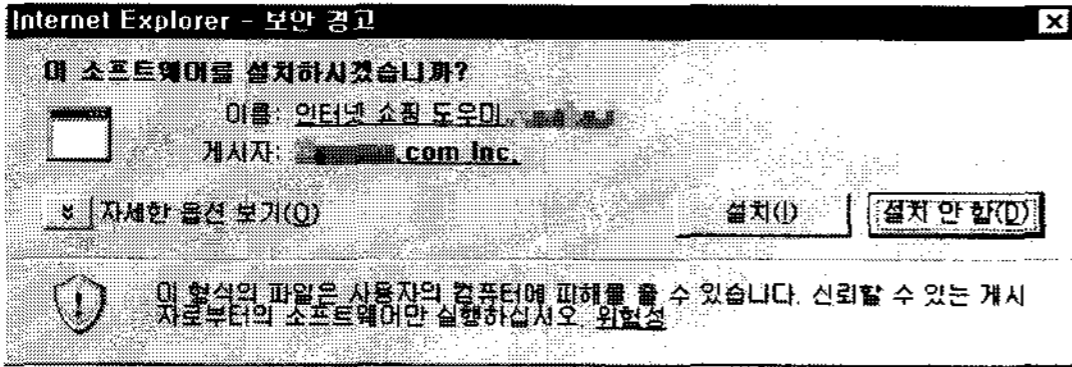 Internet Explorer - 보안 경고
이 소프트웨어를 설치하시겠습니까?
이름: 인터넷 쇼핑 도우미
게시자: .com Inc.
자세한 옵션 보기(O)
설치(I)
설치 안 함(D)
이 형식의 파일은 사용자의 컴퓨터에 피해를 줄 수 있습니다. 신뢰할 수 있는 게시
자로부터의 소프트웨어만 실행하십시오. 위험성